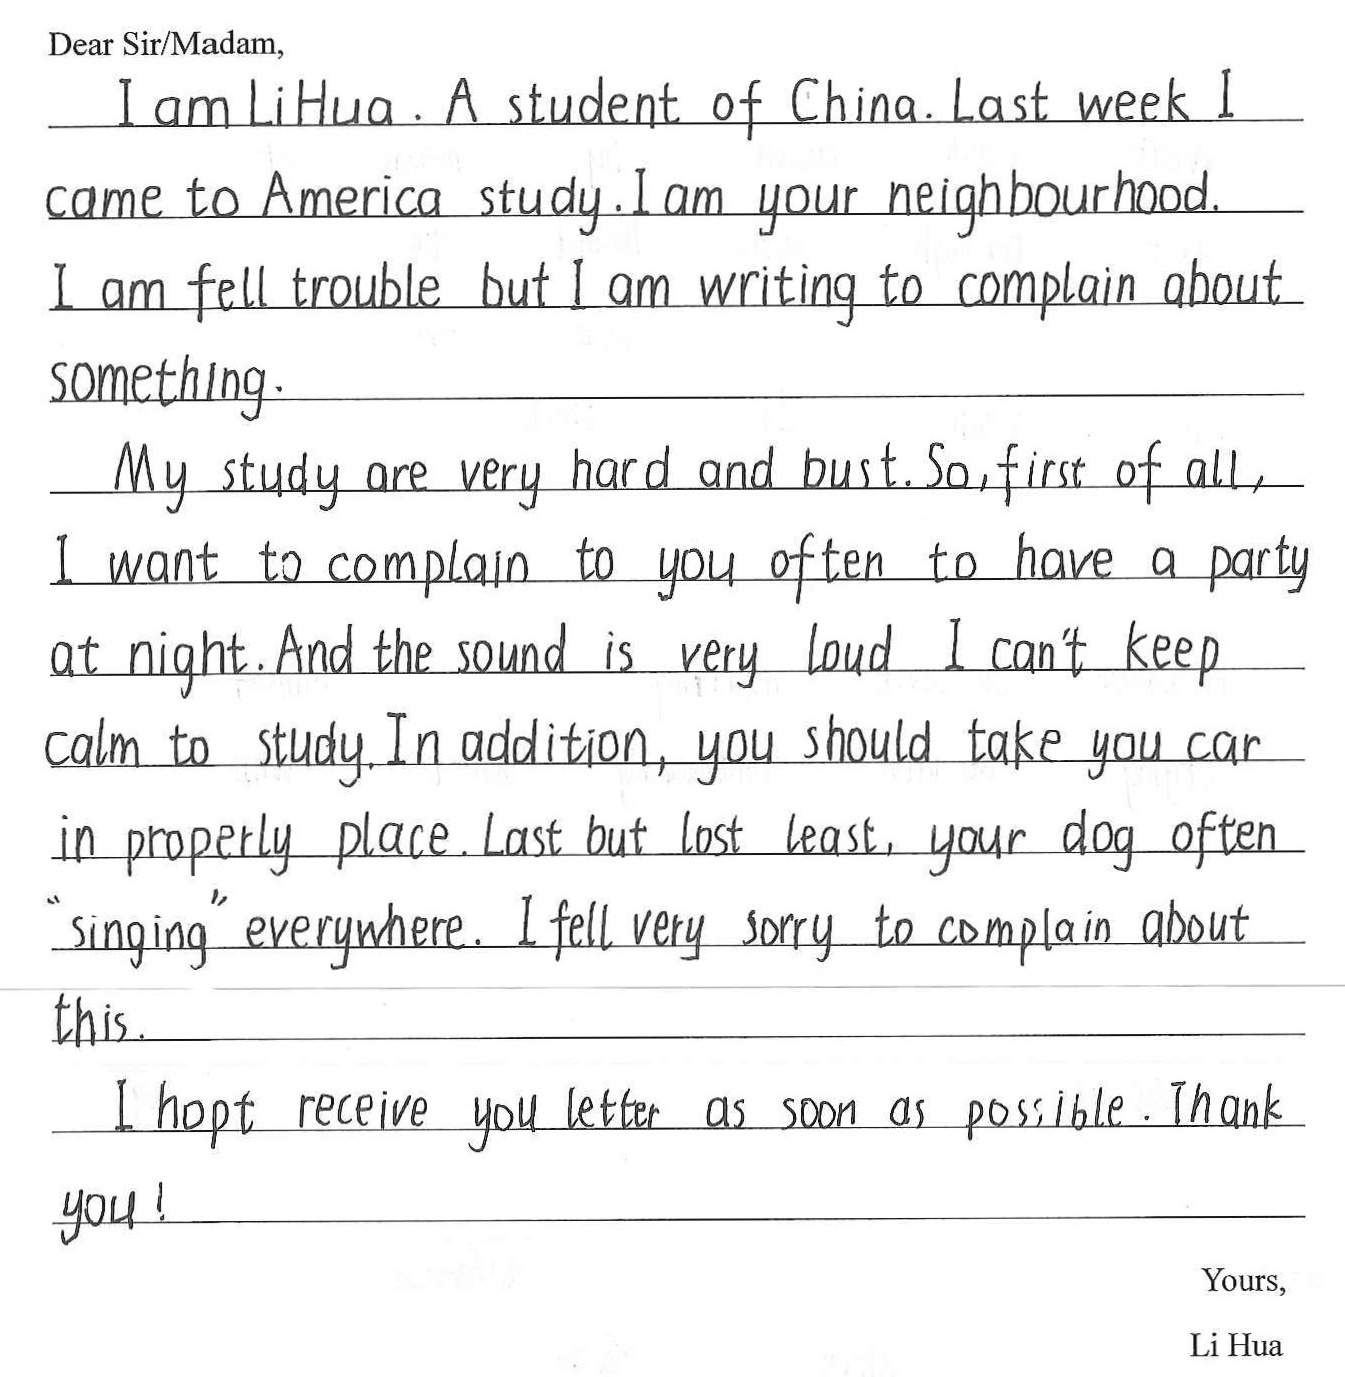 Dear Sir/Madam,
I am Li Hua. A student of China. Last week I
came to America study. I am your neighbourhood.
I am fell trouble but I am writing to complain about
something.
My study are very hard and bust. So, first of all,
I want to complain to you often to have a party
at night. And the sound is very loud I can't keep
calm to study. In addition, you should take you car
in properly place. Last but lost least, your dog often
"singing" everywhere. I fell very sorry to complain about
this.
I hopt receive you letter as soon as possible. Thank
you!
Yours,
Li Hua